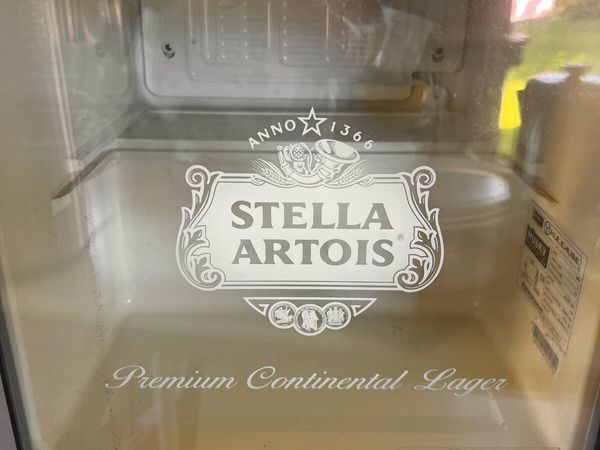 ANNO ☆ 1366
STELLA
ARTOIS®
Premium Continental Lager
HUSKY